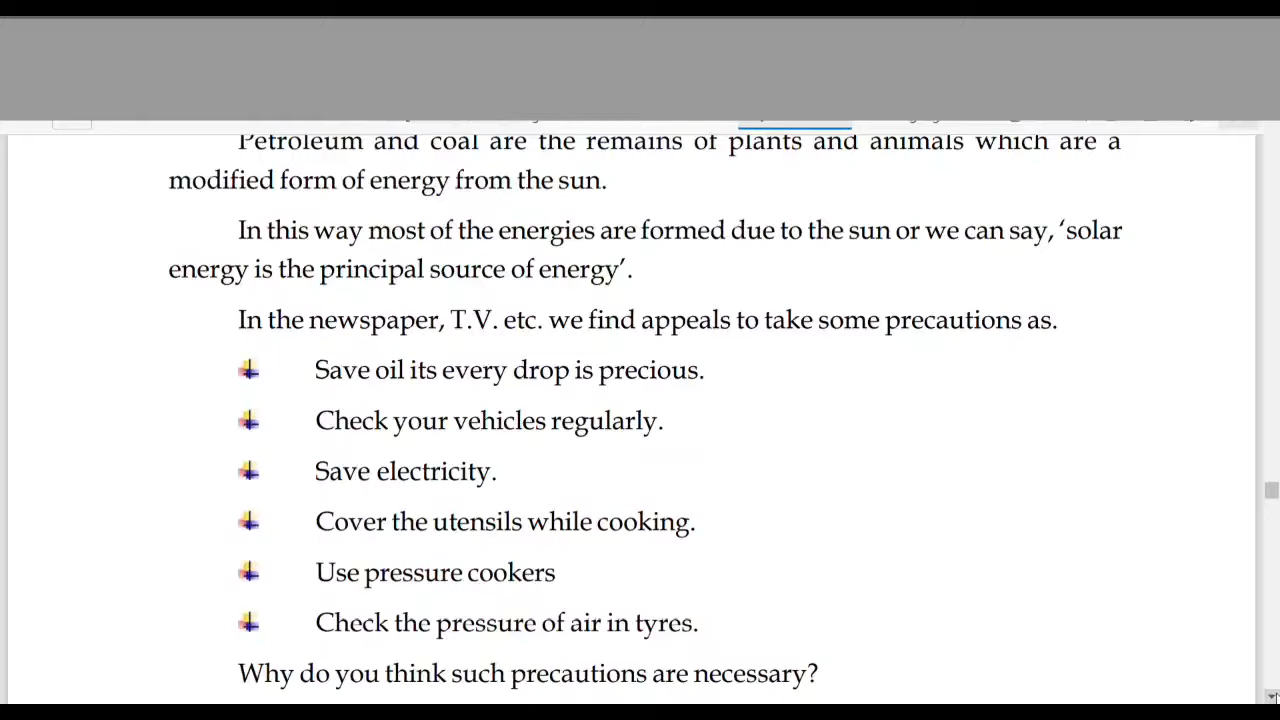 Petroleum and coal are the remains of plants and animals which are a
modified form of energy from the sun.
In this way most of the energies are formed due to the sun or we can say, ‘solar
energy is the principal source of energy’.
In the newspaper, T.V. etc. we find appeals to take some precautions as.
Save oil its every drop is precious.
Check your vehicles regularly.
Save electricity.
Cover the utensils while cooking.
Use pressure cookers
Check the pressure of air in tyres.
Why do you think such precautions are necessary?